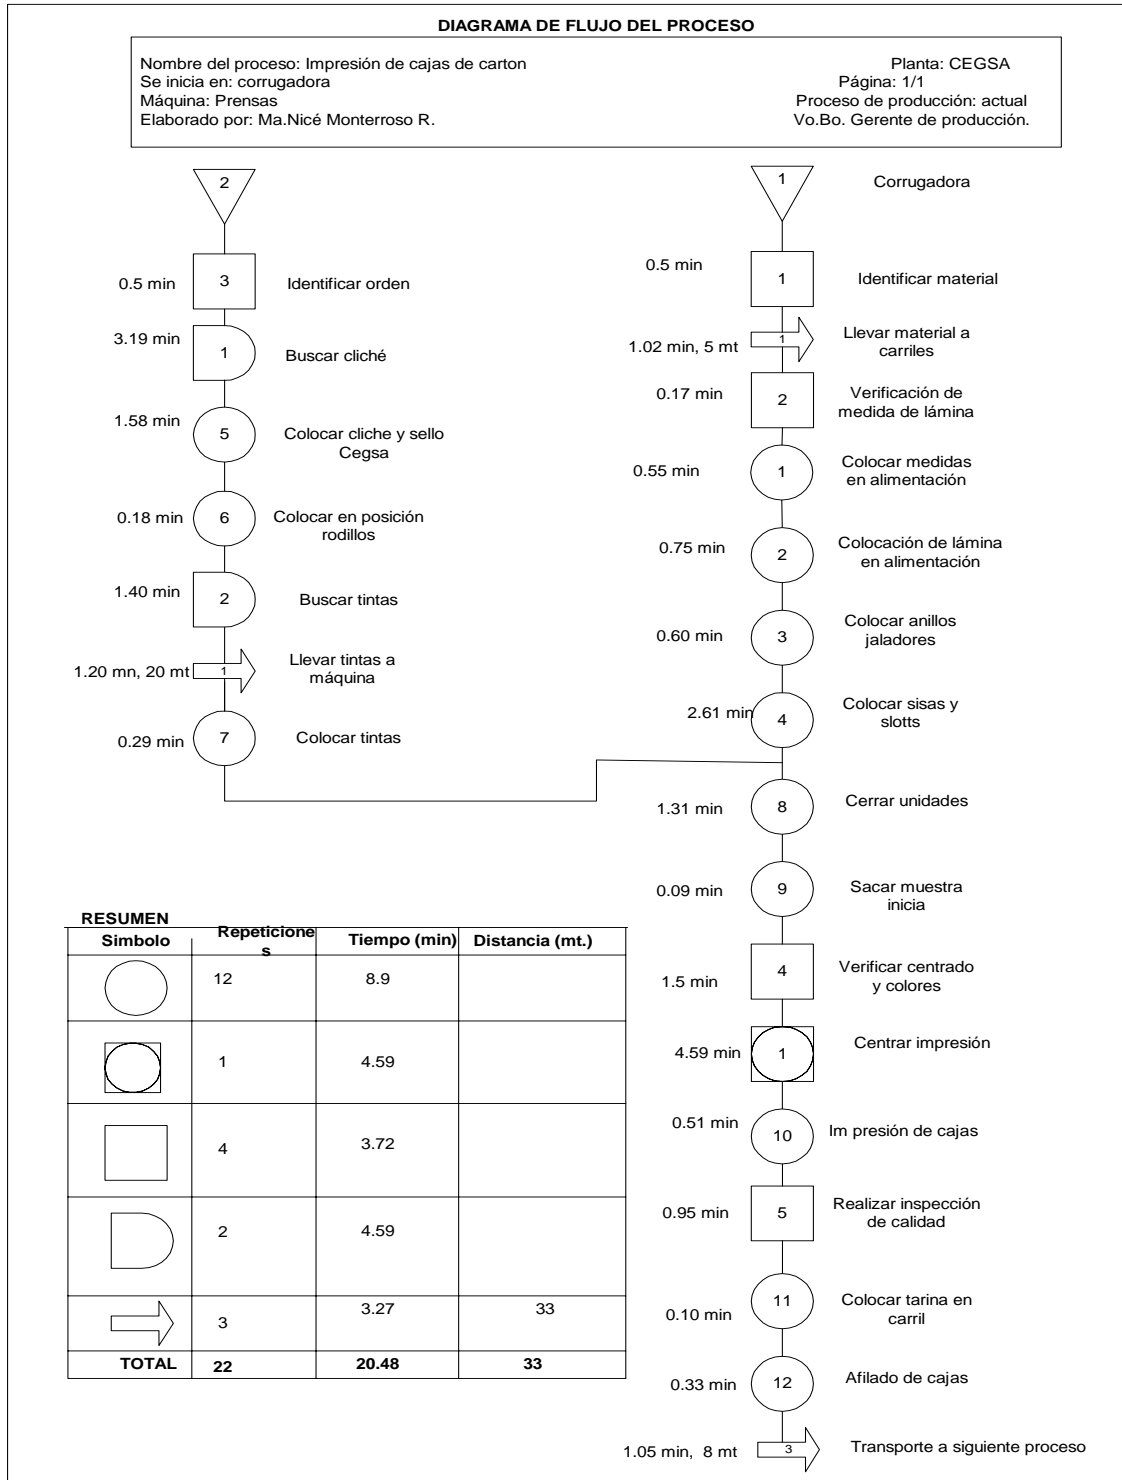 DIAGRAMA DE FLUJO DEL PROCESO
Nombre del proceso: Impresión de cajas de carton
Planta: CEGSA
Se inicia en: corrugadora
Página: 1/1
Máquina: Prensas
Proceso de producción: actual
Elaborado por: Ma.Nicé Monterroso R.
Vo.Bo. Gerente de producción.
2
0.5 min
3
Identificar orden
3.19 min
1
Buscar cliché
1.58 min
5
Colocar cliche y sello
Cegsa
0.18 min
6
Colocar en posición
rodillos
1.40 min
2
Buscar tintas
1.20 mn, 20 mt
1
Llevar tintas a
máquina
0.29 min
7
Colocar tintas
1
Corrugadora
0.5 min
1
Identificar material
1.02 min, 5 mt
1
Llevar material a
carriles
0.17 min
2
Verificación de
medida de lámina
0.55 min
1
Colocar medidas
en alimentación
0.75 min
2
Colocación de lámina
en alimentación
0.60 min
3
Colocar anillos
jaladores
2.61 min
4
Colocar sisas y
slotts
1.31 min
8
Cerrar unidades
0.09 min
9
Sacar muestra
inicia
1.5 min
4
Verificar centrado
y colores
4.59 min
1
Centrar impresión
0.51 min
10
Im presión de cajas
0.95 min
5
Realizar inspección
de calidad
0.10 min
11
Colocar tarina en
carril
0.33 min
12
Afilado de cajas
1.05 min, 8 mt
3
Transporte a siguiente proceso
RESUMEN
Simbolo
Repeticione
s
Tiempo (min)
Distancia (mt.)
12
8.9
1
4.59
4
3.72
2
4.59
3
3.27
33
TOTAL
22
20.48
33